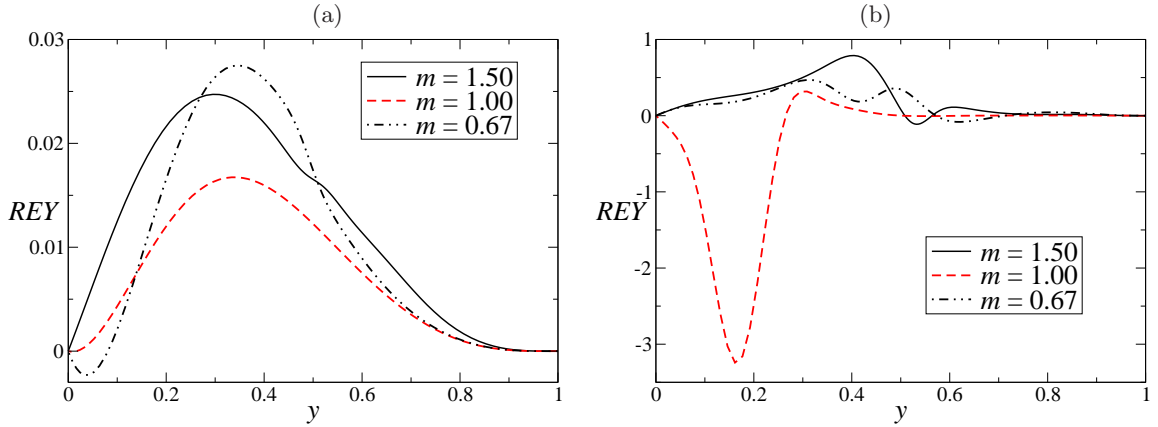 (a)
0.03
0.02
0.01
0
REY
m = 1.50
m = 1.00
m = 0.67
0 0.2 0.4 0.6 0.8 1
y
(b)
1
0
-1
-2
-3
REY
m = 1.50
m = 1.00
m = 0.67
0 0.2 0.4 0.6 0.8 1
y